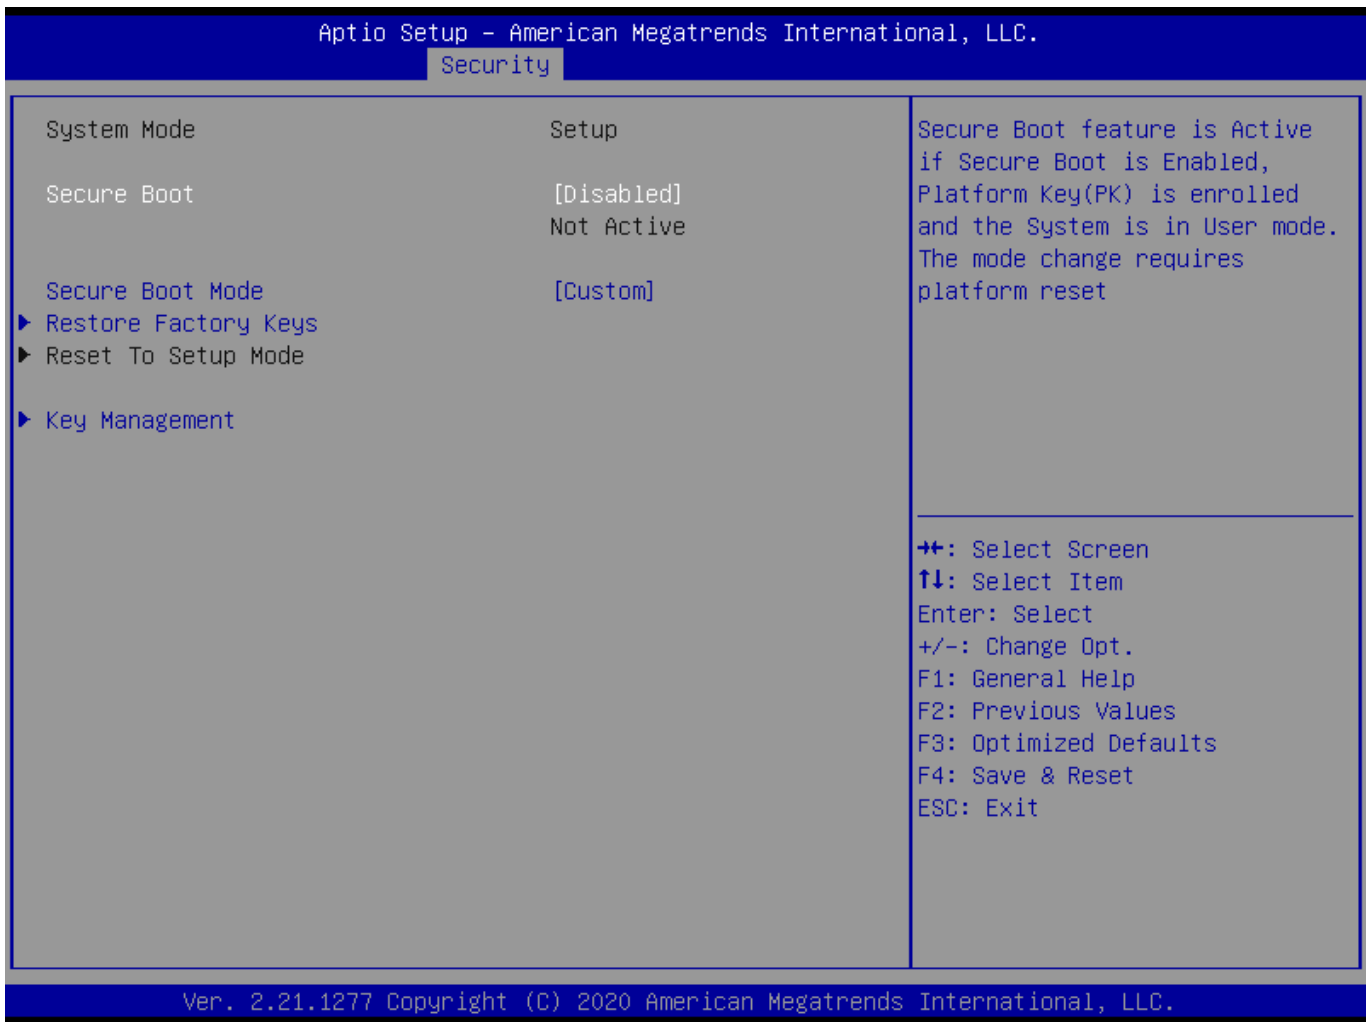 Aptio Setup – American Megatrends International, LLC.
Security
System Mode Setup
Secure Boot [Disabled]
Not Active
Secure Boot Mode [Custom]
▶ Restore Factory Keys
▶ Reset To Setup Mode
▶ Key Management
Secure Boot feature is Active
if Secure Boot is Enabled,
Platform Key(PK) is enrolled
and the System is in User mode.
The mode change requires
platform reset
→←: Select Screen
↑↓: Select Item
Enter: Select
+/-: Change Opt.
F1: General Help
F2: Previous Values
F3: Optimized Defaults
F4: Save & Reset
ESC: Exit
Ver. 2.21.1277 Copyright (C) 2020 American Megatrends International, LLC.